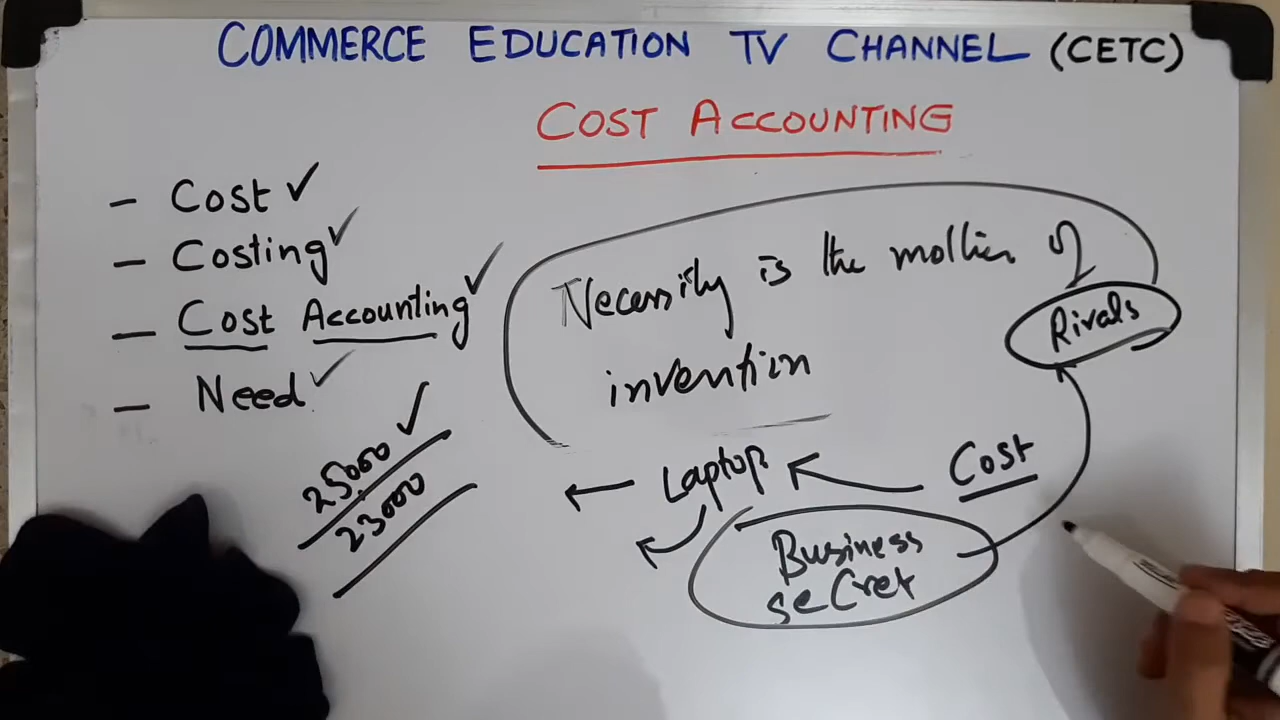 COMMERCE EDUCATION TV CHANNEL (CETC)
COST ACCOUNTING
- Cost ✓
- Costing ✓
- Cost Accounting ✓
- Need ✓
25000 ✓
23000
Necessity is the mother of
invention
Rivals
Laptop
Cost
Business
secret